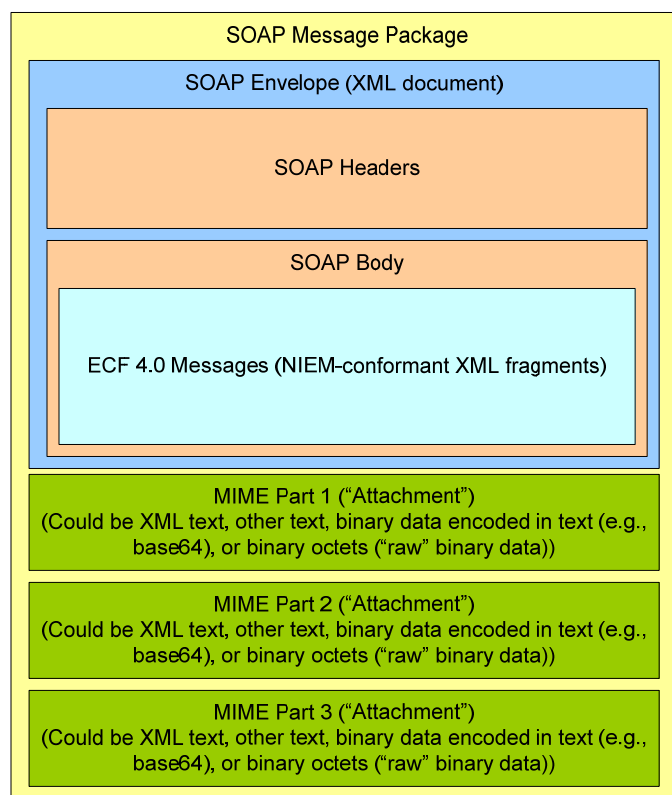 SOAP Message Package
SOAP Envelope (XML document)
SOAP Headers
SOAP Body
ECF 4.0 Messages (NIEM-conformant XML fragments)
MIME Part 1 (“Attachment”)
(Could be XML text, other text, binary data encoded in text (e.g.,
base64), or binary octets (“raw” binary data))
MIME Part 2 (“Attachment”)
(Could be XML text, other text, binary data encoded in text (e.g.,
base64), or binary octets (“raw” binary data))
MIME Part 3 (“Attachment”)
(Could be XML text, other text, binary data encoded in text (e.g.,
base64), or binary octets (“raw” binary data))